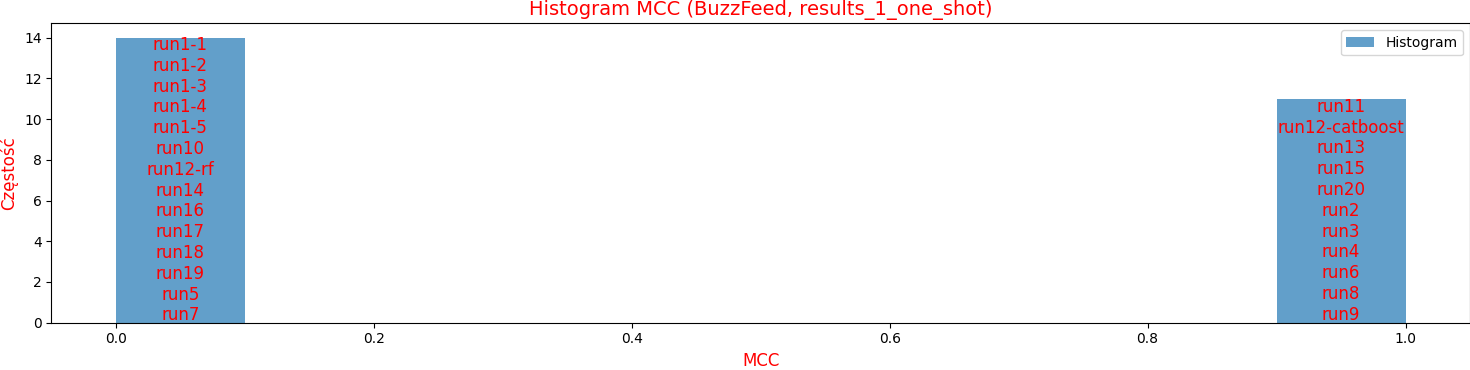 Histogram MCC (BuzzFeed, results_1_one_shot)
Częstość
14
12
10
8
6
4
2
0
run1-1
run1-2
run1-3
run1-4
run1-5
run10
run12-rf
run14
run16
run17
run18
run19
run5
run7
Histogram
run11
run12-catboost
run13
run15
run20
run2
run3
run4
run6
run8
run9
0.0 0.2 0.4 0.6 0.8 1.0
MCC